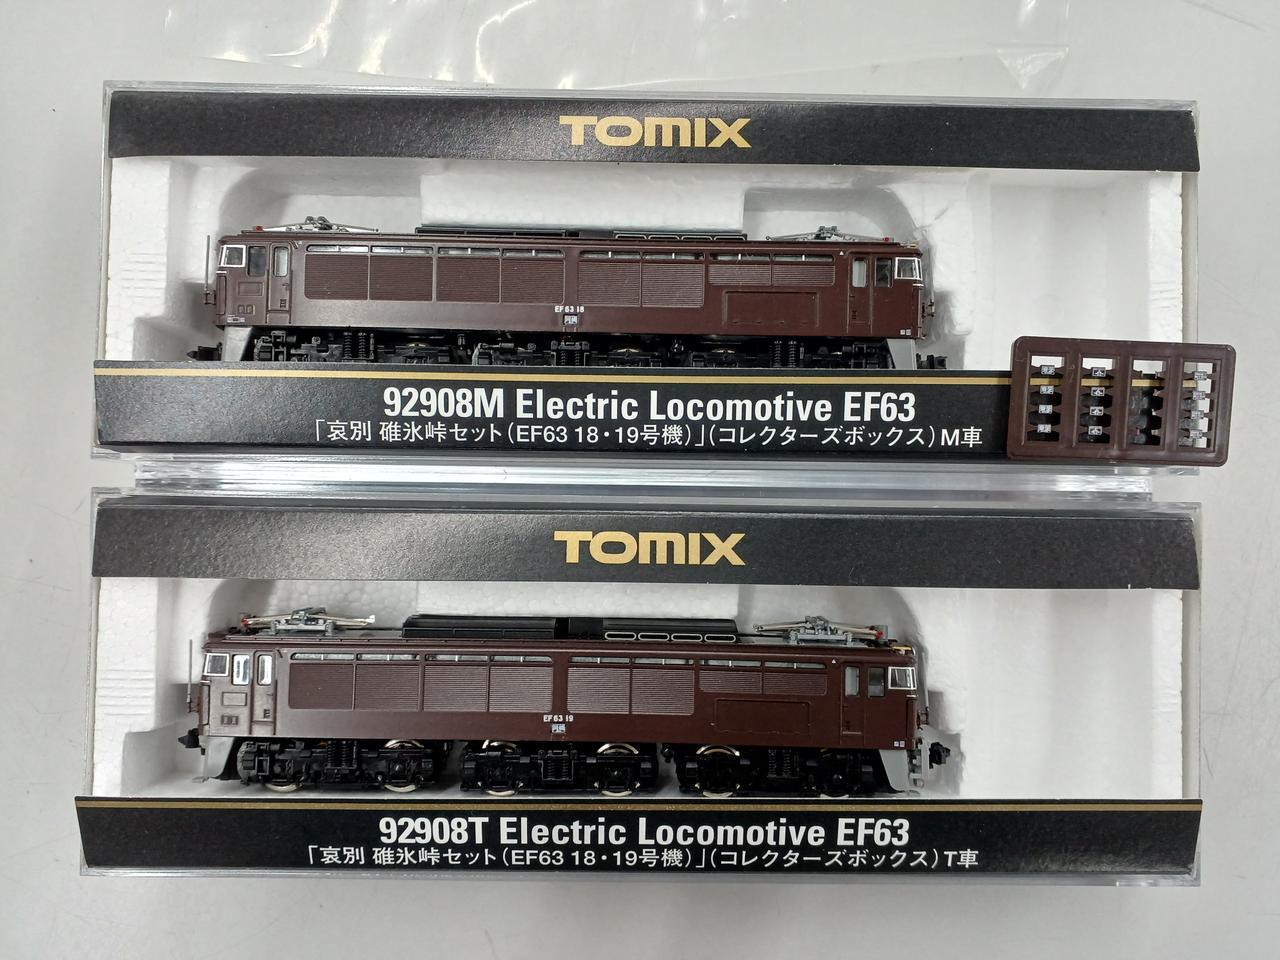 TOMIX
EF63 18
92908M Electric Locomotive EF63
「哀別 碓氷峠セット(EF63 18・19号機)」(コレクターズボックス)M車
TOMIX
EF63 19
92908T Electric Locomotive EF63
「哀別 碓氷峠セット(EF63 18・19号機)」(コレクターズボックス)T車